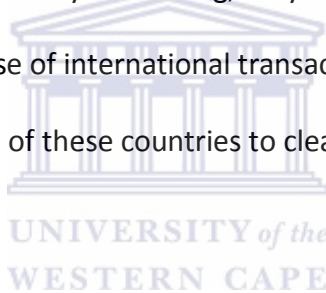 se of international transac
of these countries to clea
UNIVERSITY of the
WESTERN CAPE